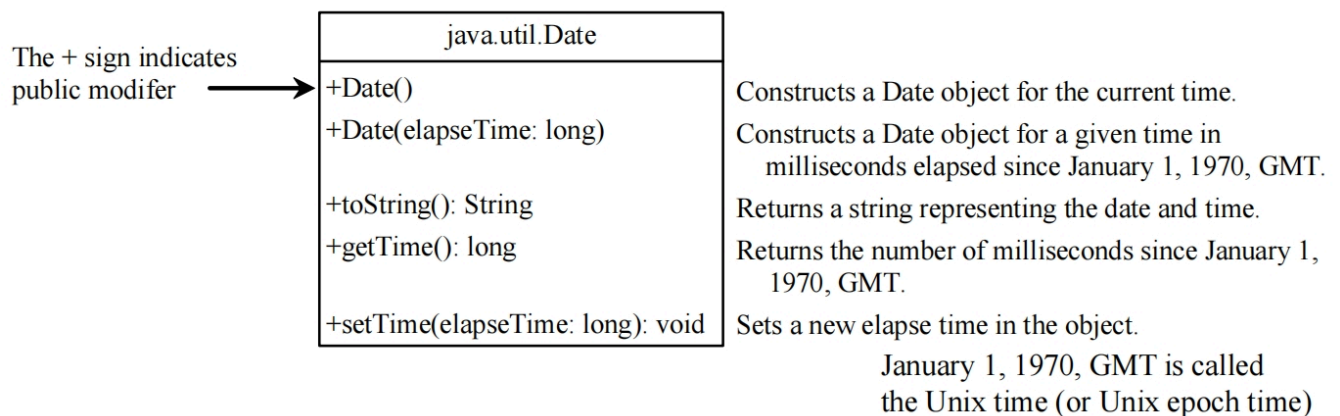 java.util.Date
The + sign indicates
public modifer
+Date()
Constructs a Date object for the current time.
+Date(elapseTime: long)
Constructs a Date object for a given time in
milliseconds elapsed since January 1, 1970, GMT.
+toString(): String
Returns a string representing the date and time.
+getTime(): long
Returns the number of milliseconds since January 1,
1970, GMT.
+setTime(elapseTime: long): void
Sets a new elapse time in the object.
January 1, 1970, GMT is called
the Unix time (or Unix epoch time)